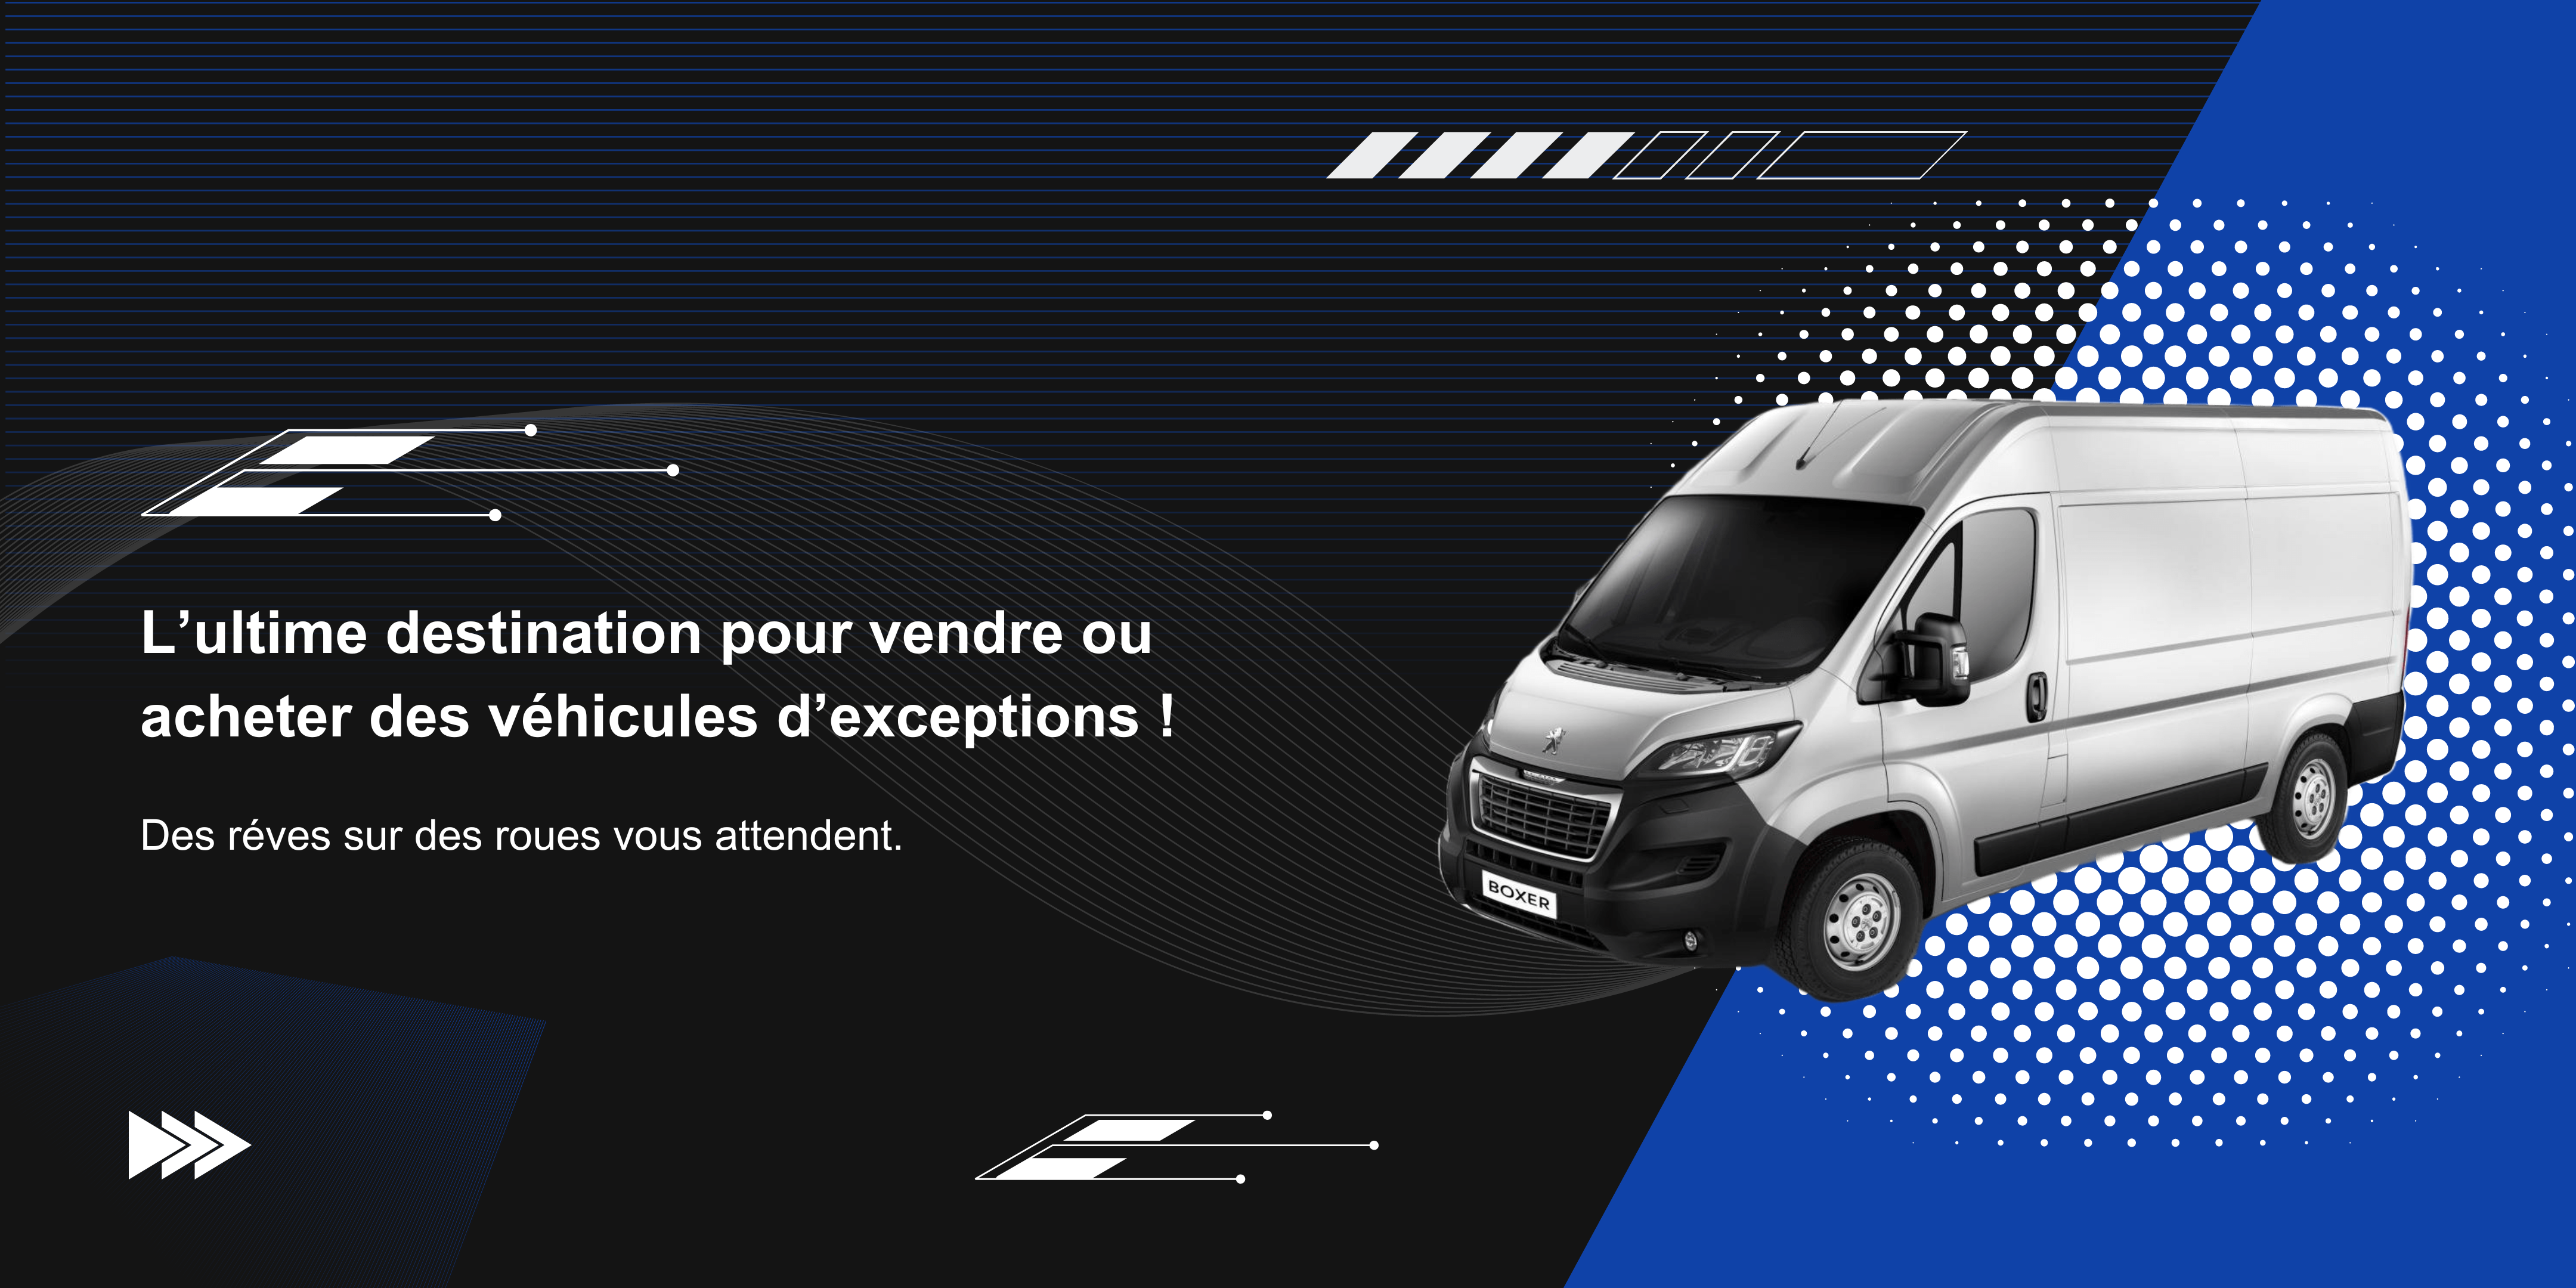 L’ultime destination pour vendre ou
acheter des véhicules d’exceptions !
Des réves sur des roues vous attendent.
BOXER